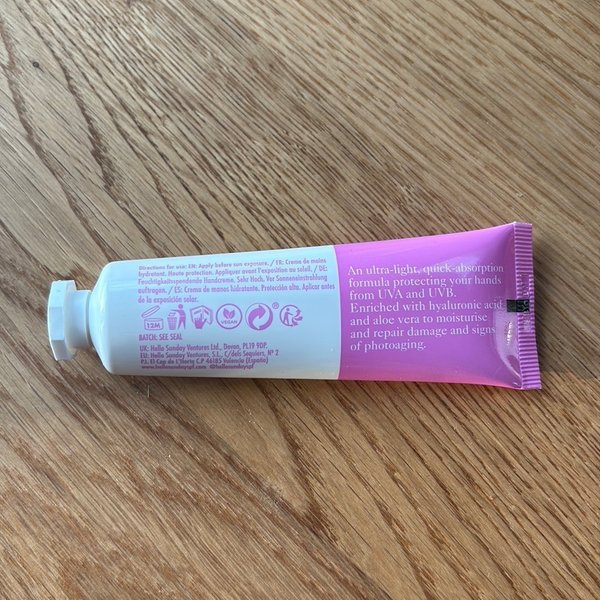 Directions for use: EN: Apply before sun exposure. / FR: Creme de mains
hydratant. Haute protection. Appliquer avant l'exposition au soleil. / DE:
Feuchtigkeitsspendende Handcreme. Sehr Hoch. Vor Sonneneinstrahlung
auftragen. / ES: Crema de manos hidratante. Protección alta. Aplicar antes
de la exposición solar.
12M
VEGAN
BATCH: SEE SEAL
UK: Hello Sunday Ventures Ltd., Devon, PL19 9DP,
EU: Hello Sunday Ventures, S.L., C/dels Sequiers, Nº 2
P.I. El Cap de L'Horta C.P 46185 Valencia (España)
www.hellosundayspf.com @hellosundayspf
An ultra-light, quick-absorption
formula protecting your hands
from UVA and UVB.
Enriched with hyaluronic acid
and aloe vera to moisturise
and repair damage and signs
of photoaging.